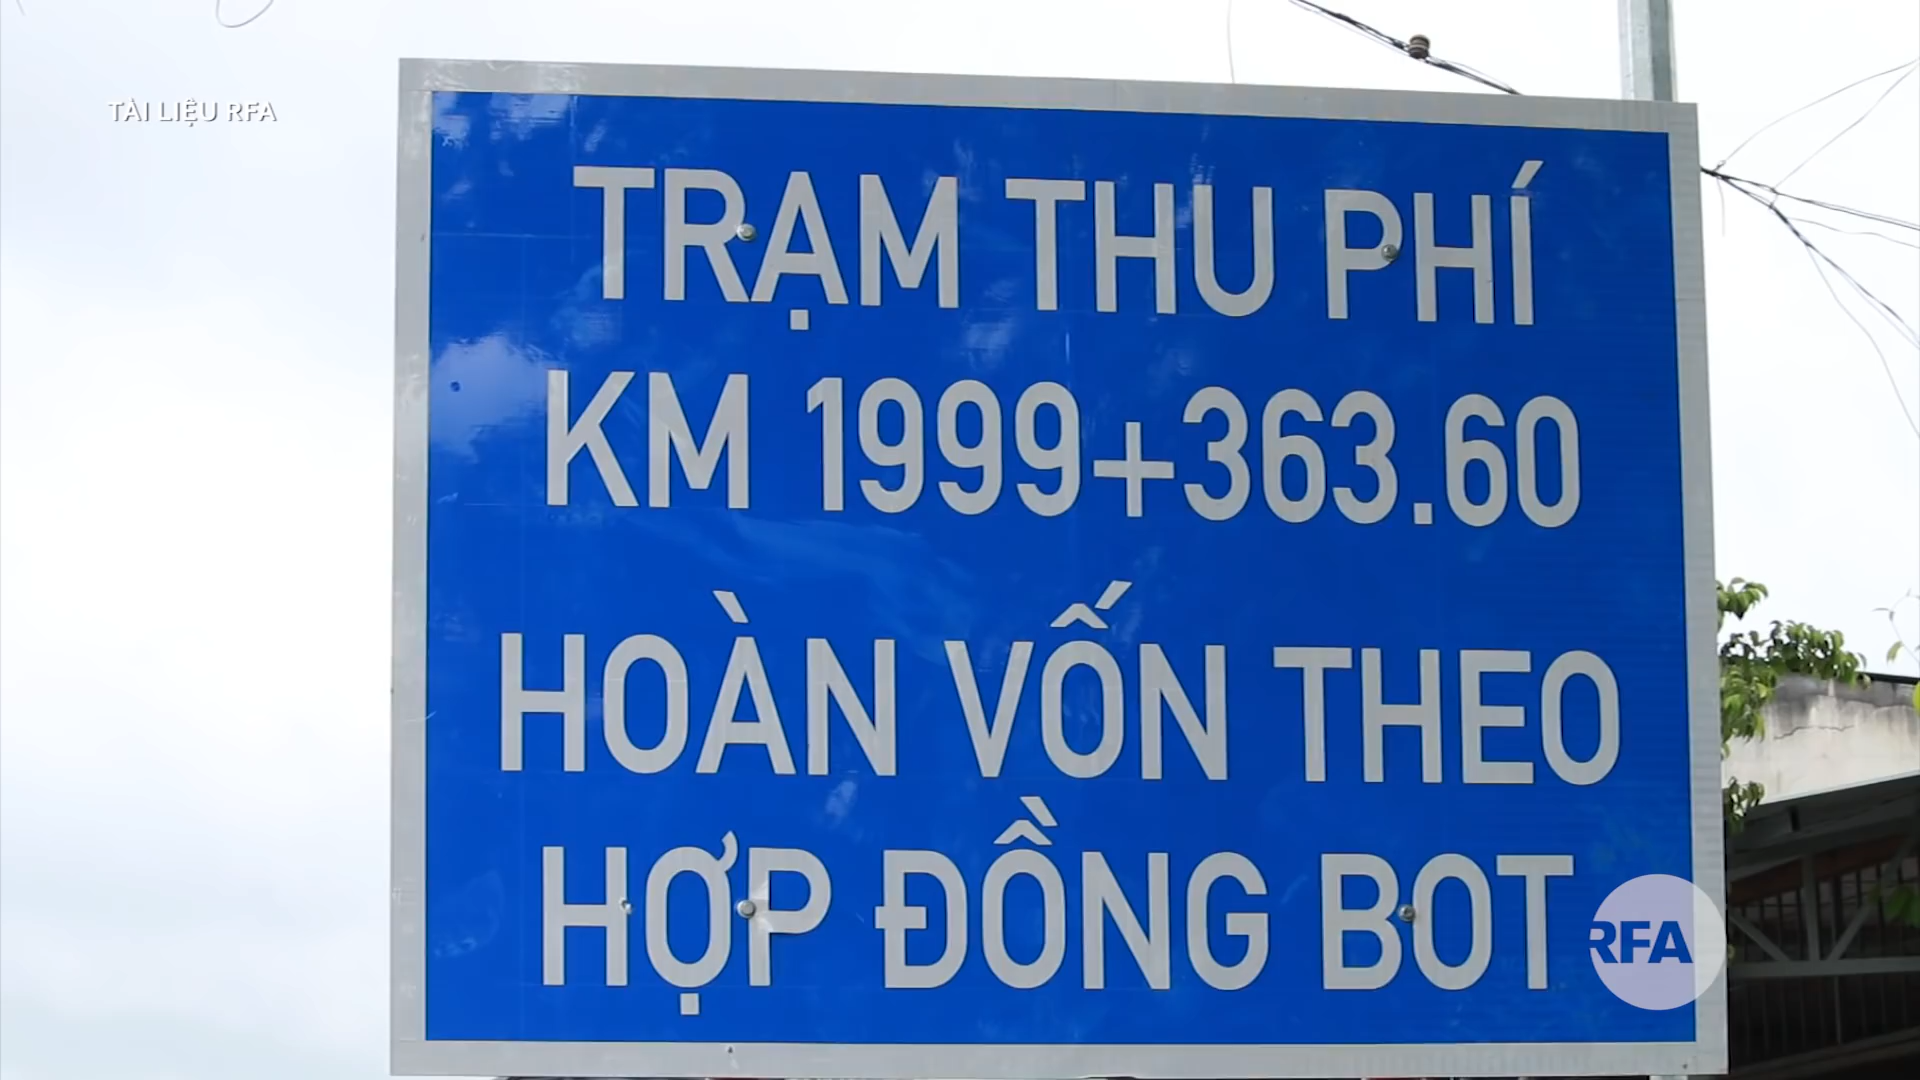 TÀI LIỆU RFA
TRẠM THU PHÍ
KM 1999+363.60
HOÀN VỐN THEO
HỢP ĐỒNG BOT
RFA